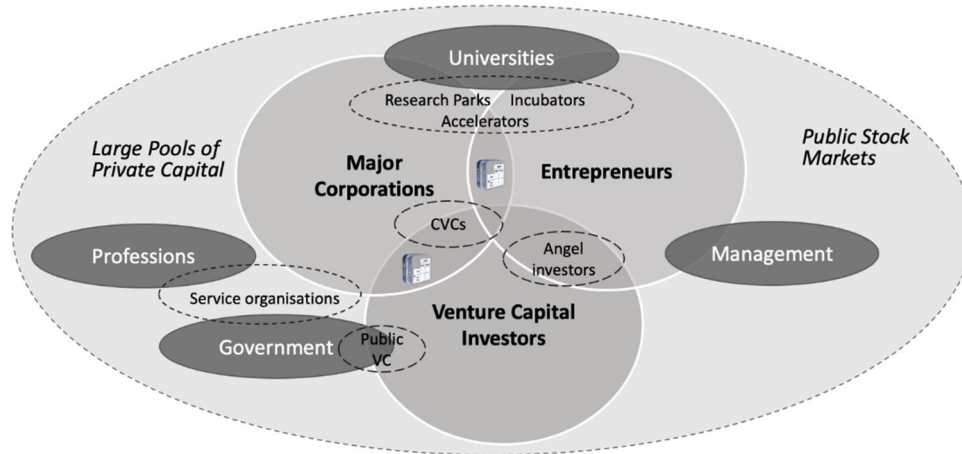 Universities
Research Parks Incubators
Accelerators
Large Pools of
Private Capital
Public Stock
Markets
Major
Corporations
Entrepreneurs
CVCs
Professions
Angel
investors
Management
Service organisations
Venture Capital
Investors
Government
Public
VC